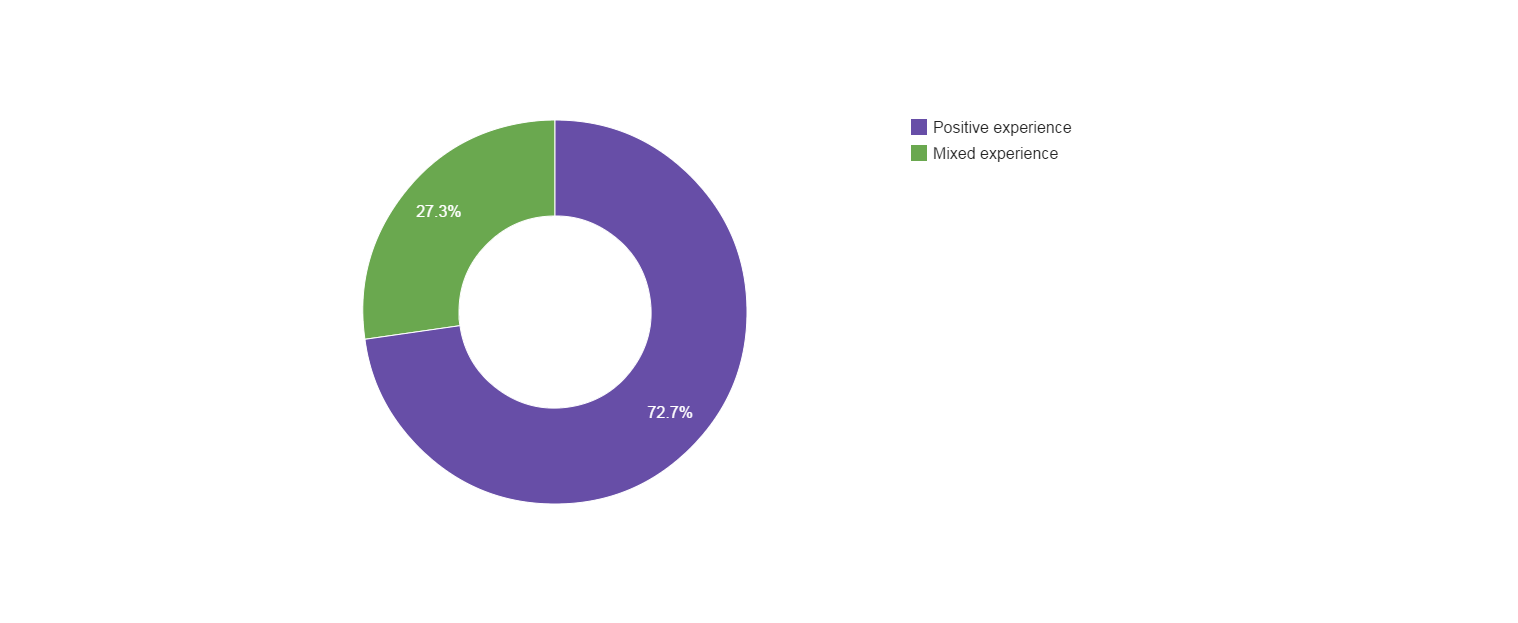 Positive experience
Mixed experience
27.3%
72.7%